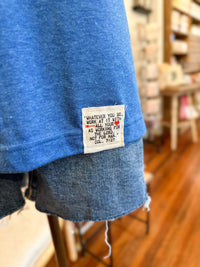 "WHATEVER YOU DO,
WORK AT IT WITH
ALL YOUR ❤
AS WORKING FOR
THE LORD,
NOT FOR MAN."
COL. 3:23